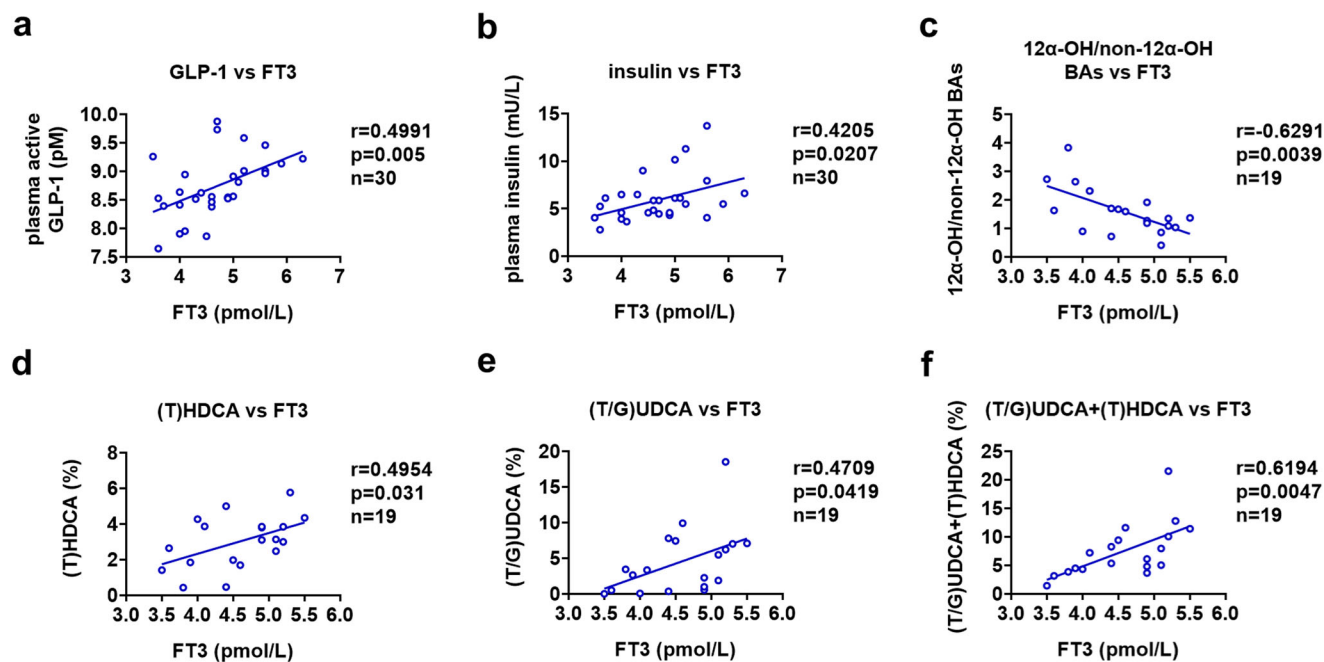 a
GLP-1 vs FT3
plasma active
GLP-1 (pM)
10.0
9.5
9.0
8.5
8.0
7.5
3
4
5
6
7
FT3 (pmol/L)
r=0.4991
p=0.005
n=30
b
insulin vs FT3
plasma insulin (mU/L)
15
10
5
0
3
4
5
6
7
FT3 (pmol/L)
r=0.4205
p=0.0207
n=30
c
12α-OH/non-12α-OH
BAs vs FT3
12α-OH/non-12α-OH BAs
5
4
3
2
1
0
3.0
3.5
4.0
4.5
5.0
5.5
6.0
FT3 (pmol/L)
r=-0.6291
p=0.0039
n=19
d
(T)HDCA vs FT3
(T)HDCA (%)
8
6
4
2
0
3.0
3.5
4.0
4.5
5.0
5.5
6.0
FT3 (pmol/L)
r=0.4954
p=0.031
n=19
e
(T/G)UDCA vs FT3
(T/G)UDCA (%)
20
15
10
5
0
3.0
3.5
4.0
4.5
5.0
5.5
6.0
FT3 (pmol/L)
r=0.4709
p=0.0419
n=19
f
(T/G)UDCA+(T)HDCA vs FT3
(T/G)UDCA+(T)HDCA (%)
25
20
15
10
5
0
3.0
3.5
4.0
4.5
5.0
5.5
6.0
FT3 (pmol/L)
r=0.6194
p=0.0047
n=19